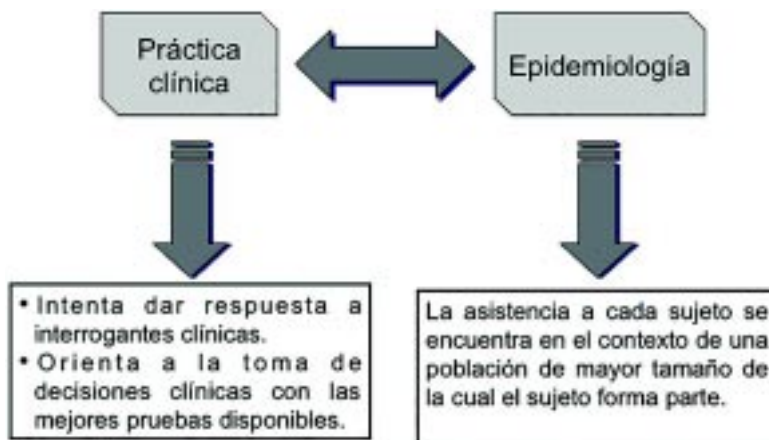 Práctica
clínica
Epidemiología
• Intenta dar respuesta a
interrogantes clínicas.
• Orienta a la toma de
decisiones clínicas con las
mejores pruebas disponibles.
La asistencia a cada sujeto se
encuentra en el contexto de una
población de mayor tamaño de
la cual el sujeto forma parte.